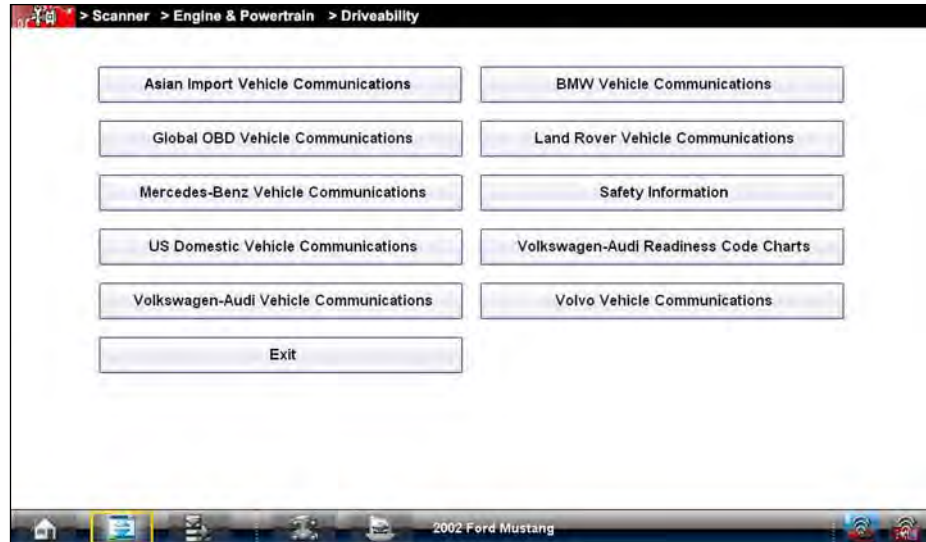 > Scanner > Engine & Powertrain > Driveability
Asian Import Vehicle Communications
BMW Vehicle Communications
Global OBD Vehicle Communications
Land Rover Vehicle Communications
Mercedes-Benz Vehicle Communications
Safety Information
US Domestic Vehicle Communications
Volkswagen-Audi Readiness Code Charts
Volkswagen-Audi Vehicle Communications
Volvo Vehicle Communications
Exit
2002 Ford Mustang